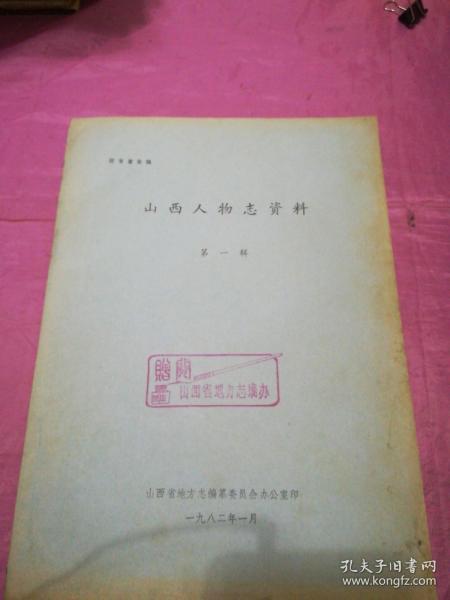 山西人物志资料
第一辑
赠阅
山西省地方志编办
山西省地方志编纂委员会办公室印
一九八二年一月
孔夫子旧书网
www.kongfz.com